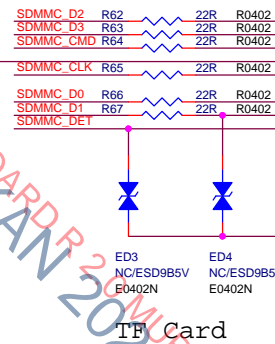 SDMMC_D2 R62 22R R0402
SDMMC_D3 R63 22R R0402
SDMMC_CMD R64 22R R0402
SDMMC_CLK R65 22R R0402
SDMMC_D0 R66 22R R0402
SDMMC_D1 R67 22R R0402
SDMMC_DET
ED3 ED4
NC/ESD9B5V NC/ESD9B5
E0402N E0402N
TF Card